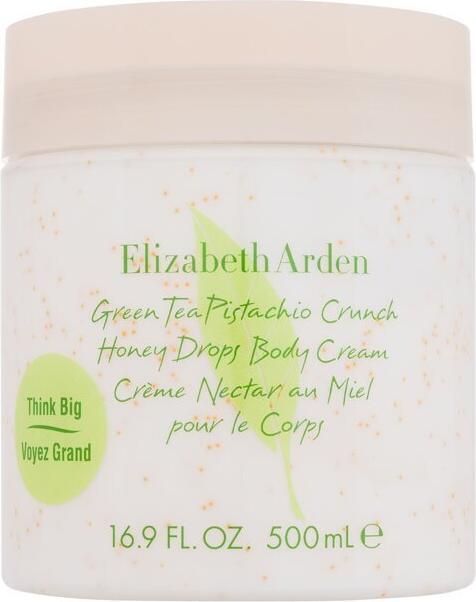 Elizabeth Arden
Green Tea Pistachio Crunch
Honey Drops Body Cream
Crème Nectar au Miel
pour le Corps
Think Big
Voyez Grand
16.9 FL. OZ. 500 mL ℮